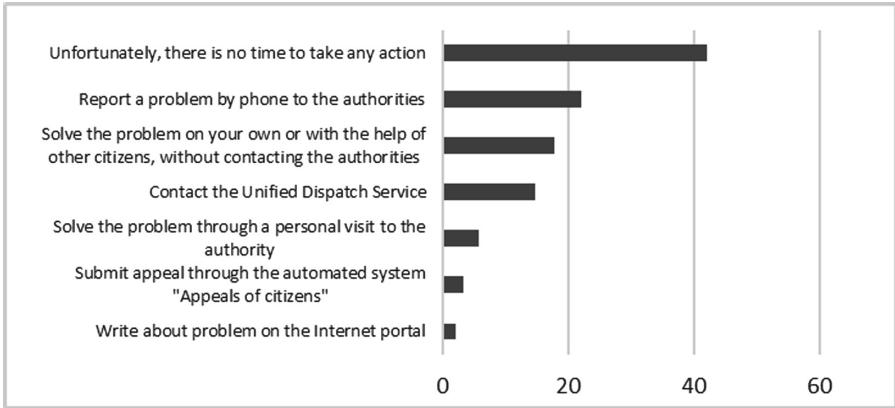 Unfortunately, there is no time to take any action
Report a problem by phone to the authorities
Solve the problem on your own or with the help of
other citizens, without contacting the authorities
Contact the Unified Dispatch Service
Solve the problem through a personal visit to the
authority
Submit appeal through the automated system
"Appeals of citizens"
Write about problem on the Internet portal
0 20 40 60